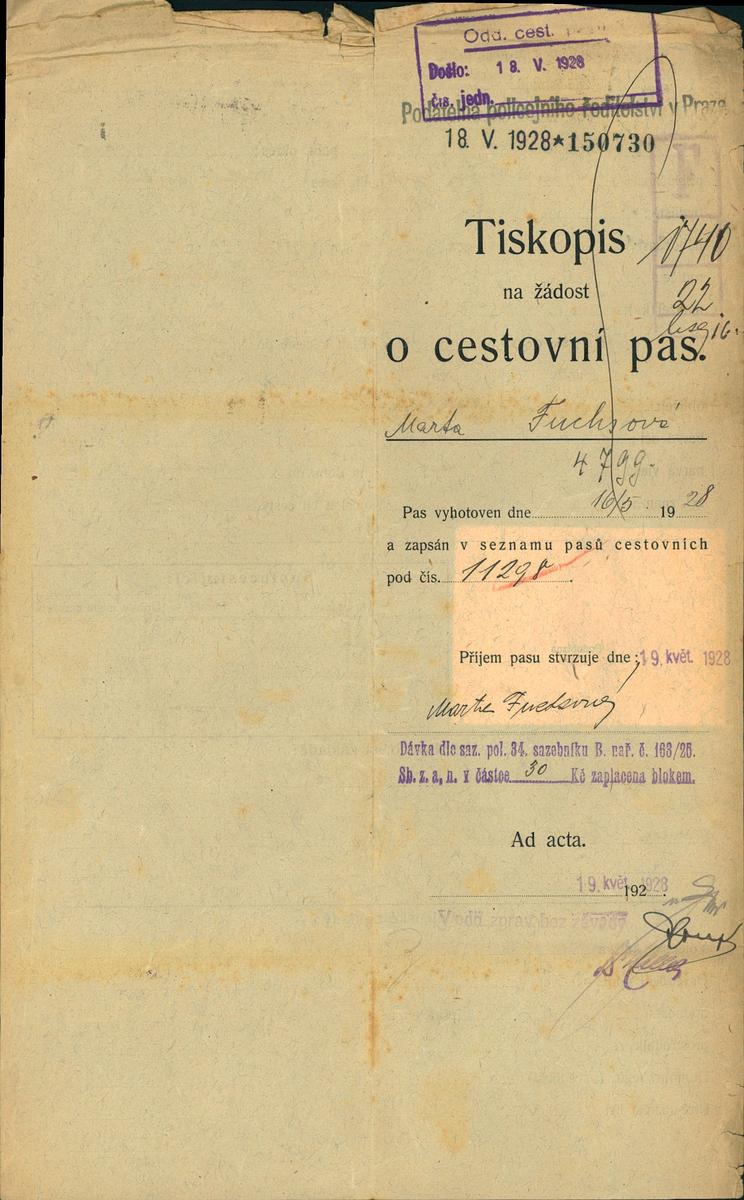 Odd. cest.
Došlo: 18. V. 1928
čís. jedn.
Podatelna policejního ředitelství v Praze
18. V. 1928*150730
Tiskopis
1740
na žádost
22
o cestovní pas.
Marta Fuchsová
4799.
Pas vyhotoven dne 16/5 1928
a zapsán v seznamu pasů cestovních
pod čís. 11298.
Příjem pasu stvrzuje dne: 19. květ. 1928
Marta Fuchsová
Dávka dle saz. pol. 34. sazebníku B. nař. č. 163/26.
Sb. z. a. n. v částce 30 Kč zaplacena blokem.
Ad acta.
19. květ. 1928
192